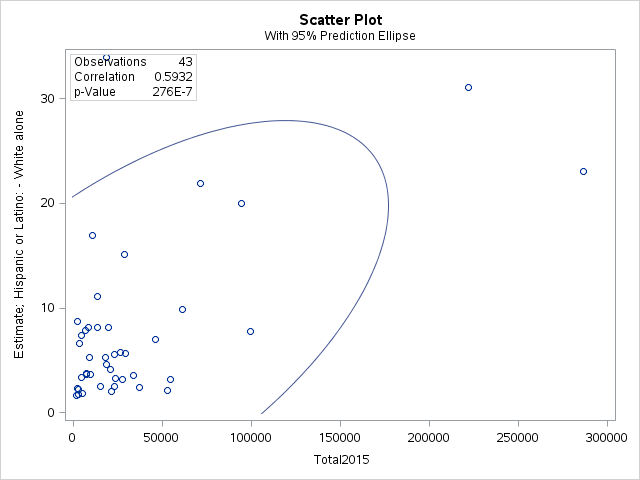 Scatter Plot
With 95% Prediction Ellipse
Observations 43
Correlation 0.5932
p-Value 276E-7
Estimate; Hispanic or Latino: - White alone
30
20
10
0
0 50000 100000 150000 200000 250000 300000
Total2015